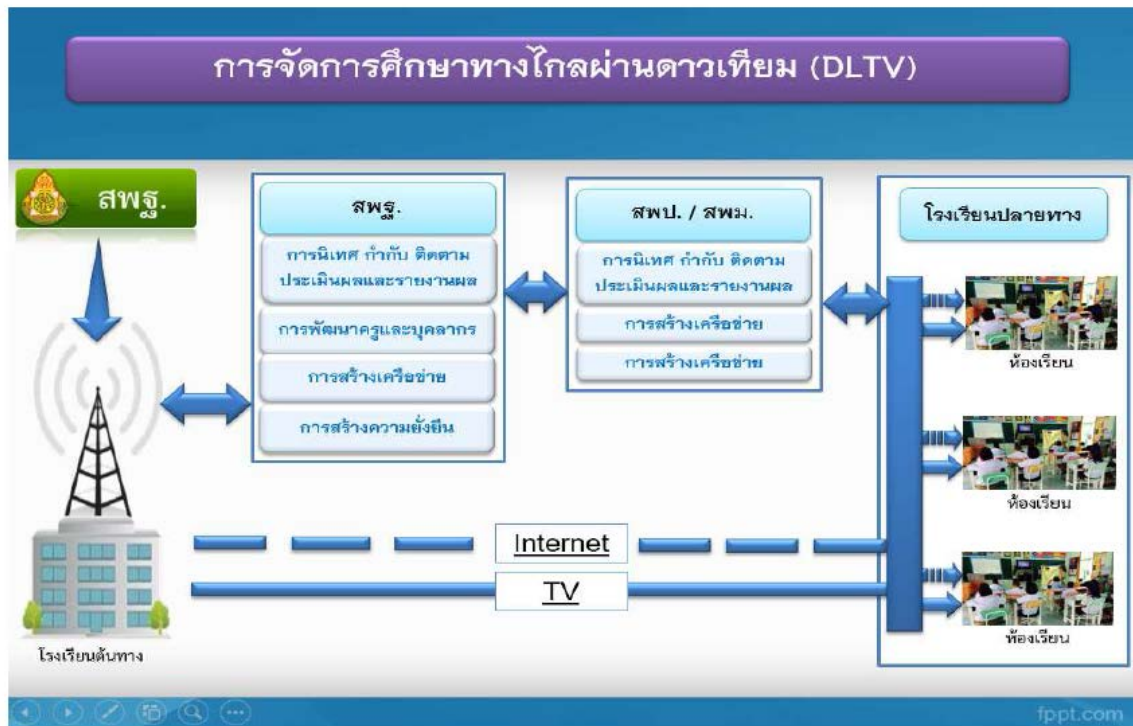 การจัดการศึกษาทางไกลผ่านดาวเทียม (DLTV)
สพฐ.
สพฐ.
การนิเทศ กำกับ ติดตาม
ประเมินผลและรายงานผล
การพัฒนาครูและบุคลากร
การสร้างเครือข่าย
การสร้างความยั่งยืน
สพป. / สพม.
การนิเทศ กำกับ ติดตาม
ประเมินผลและรายงานผล
การสร้างเครือข่าย
การสร้างเครือข่าย
โรงเรียนปลายทาง
ห้องเรียน
ห้องเรียน
ห้องเรียน
Internet
TV
โรงเรียนต้นทาง
fppt.com